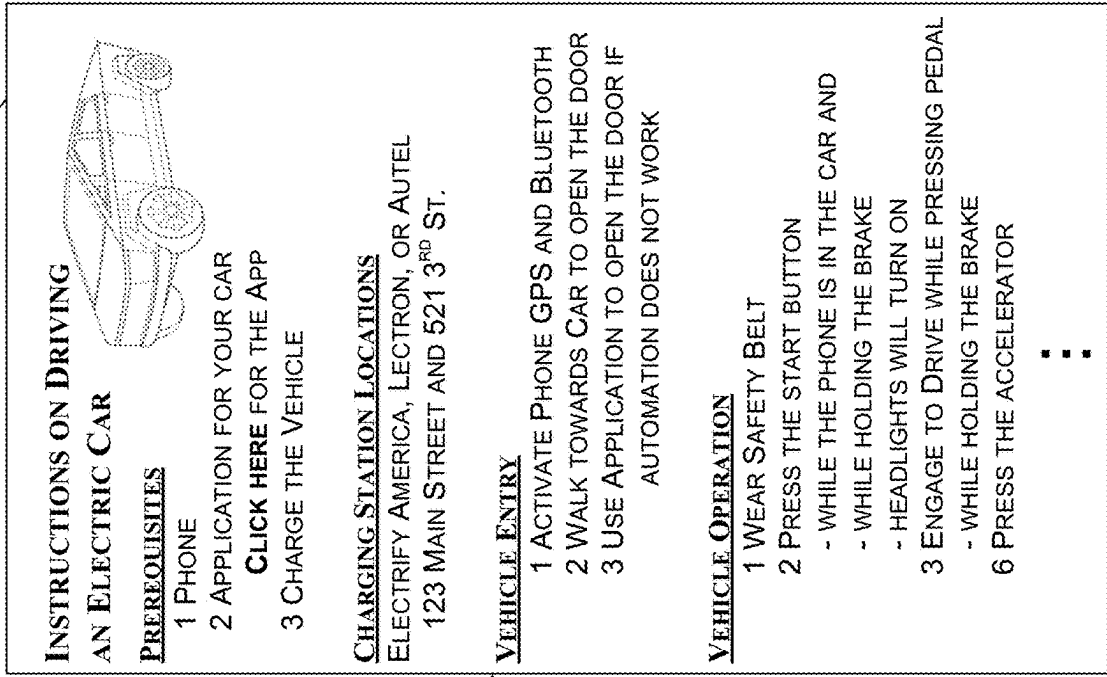 INSTRUCTIONS ON DRIVING
AN ELECTRIC CAR
PREREQUISITES
1 PHONE
2 APPLICATION FOR YOUR CAR
CLICK HERE FOR THE APP
3 CHARGE THE VEHICLE
CHARGING STATION LOCATIONS
ELECTRIFY AMERICA, LECTRON, OR AUTEL
123 MAIN STREET AND 521 3RD ST.
VEHICLE ENTRY
1 ACTIVATE PHONE GPS AND BLUETOOTH
2 WALK TOWARDS CAR TO OPEN THE DOOR
3 USE APPLICATION TO OPEN THE DOOR IF
AUTOMATION DOES NOT WORK
VEHICLE OPERATION
1 WEAR SAFETY BELT
2 PRESS THE START BUTTON
- WHILE THE PHONE IS IN THE CAR AND
- WHILE HOLDING THE BRAKE
- HEADLIGHTS WILL TURN ON
3 ENGAGE TO DRIVE WHILE PRESSING PEDAL
- WHILE HOLDING THE BRAKE
6 PRESS THE ACCELERATOR